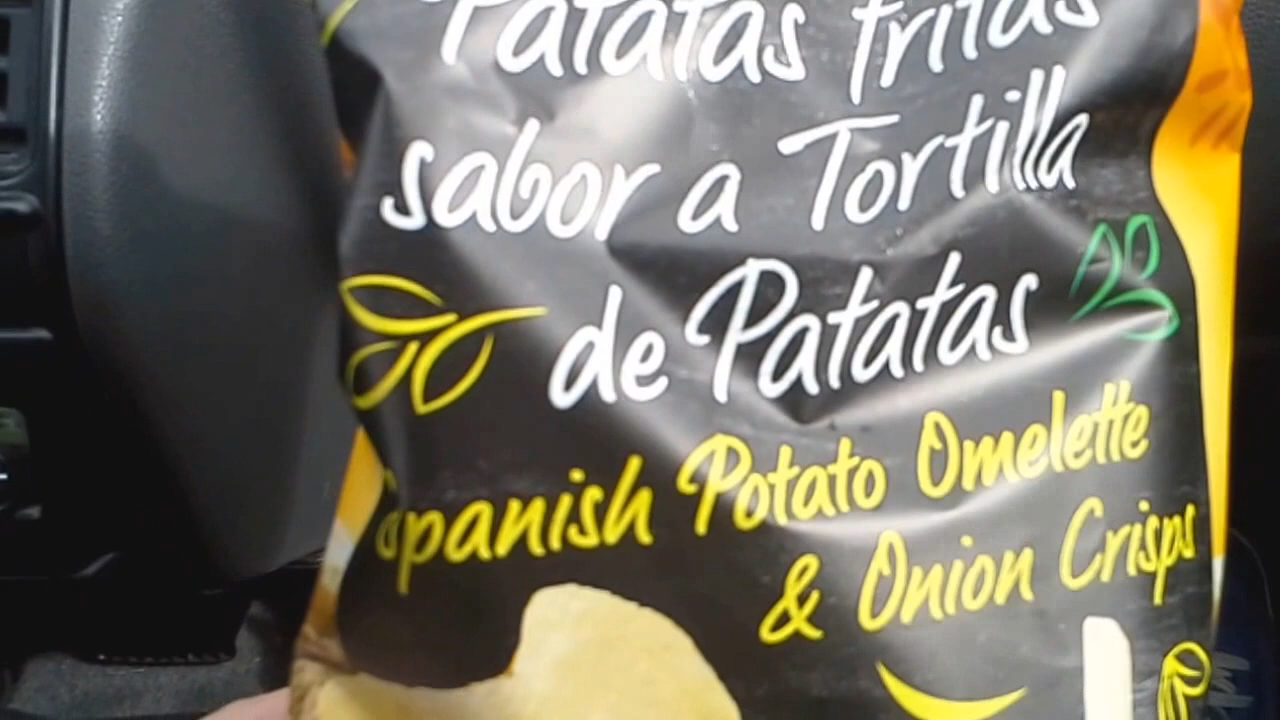 Patatas fritas
sabor a Tortilla
de Patatas
Spanish Potato Omelette
& Onion Crisps